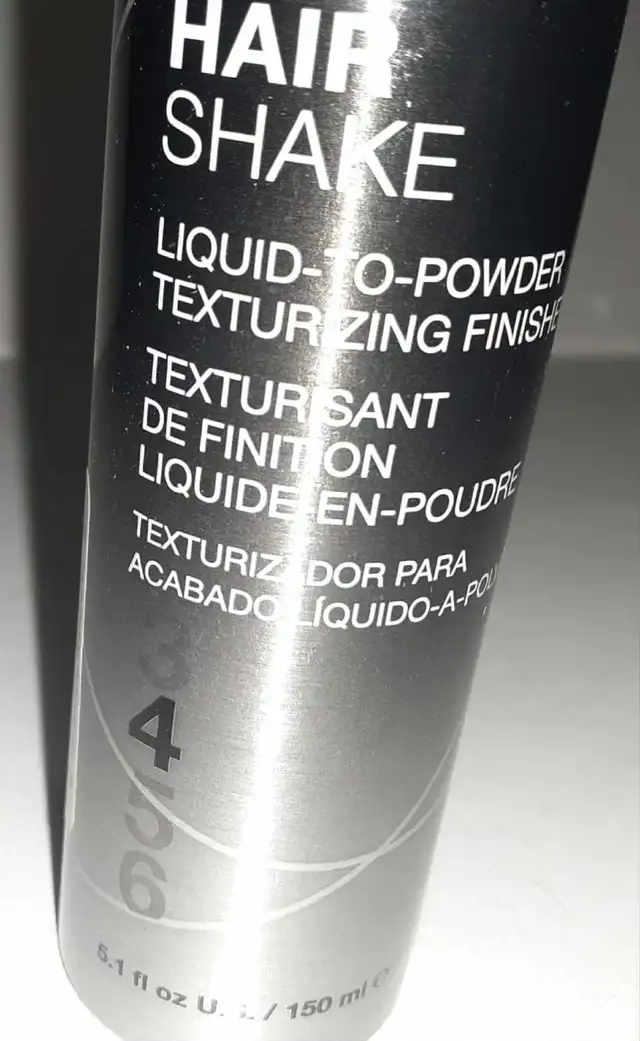 HAIR
SHAKE
LIQUID-TO-POWDER
TEXTURIZING
TEXTURISANT
DE FINITION
LIQUIDE-EN-POUDRE
TEXTURIZADOR PARA
ACABADO LÍQUIDO-A-
3
4
5
6
5.1 fl oz / 150 ml e